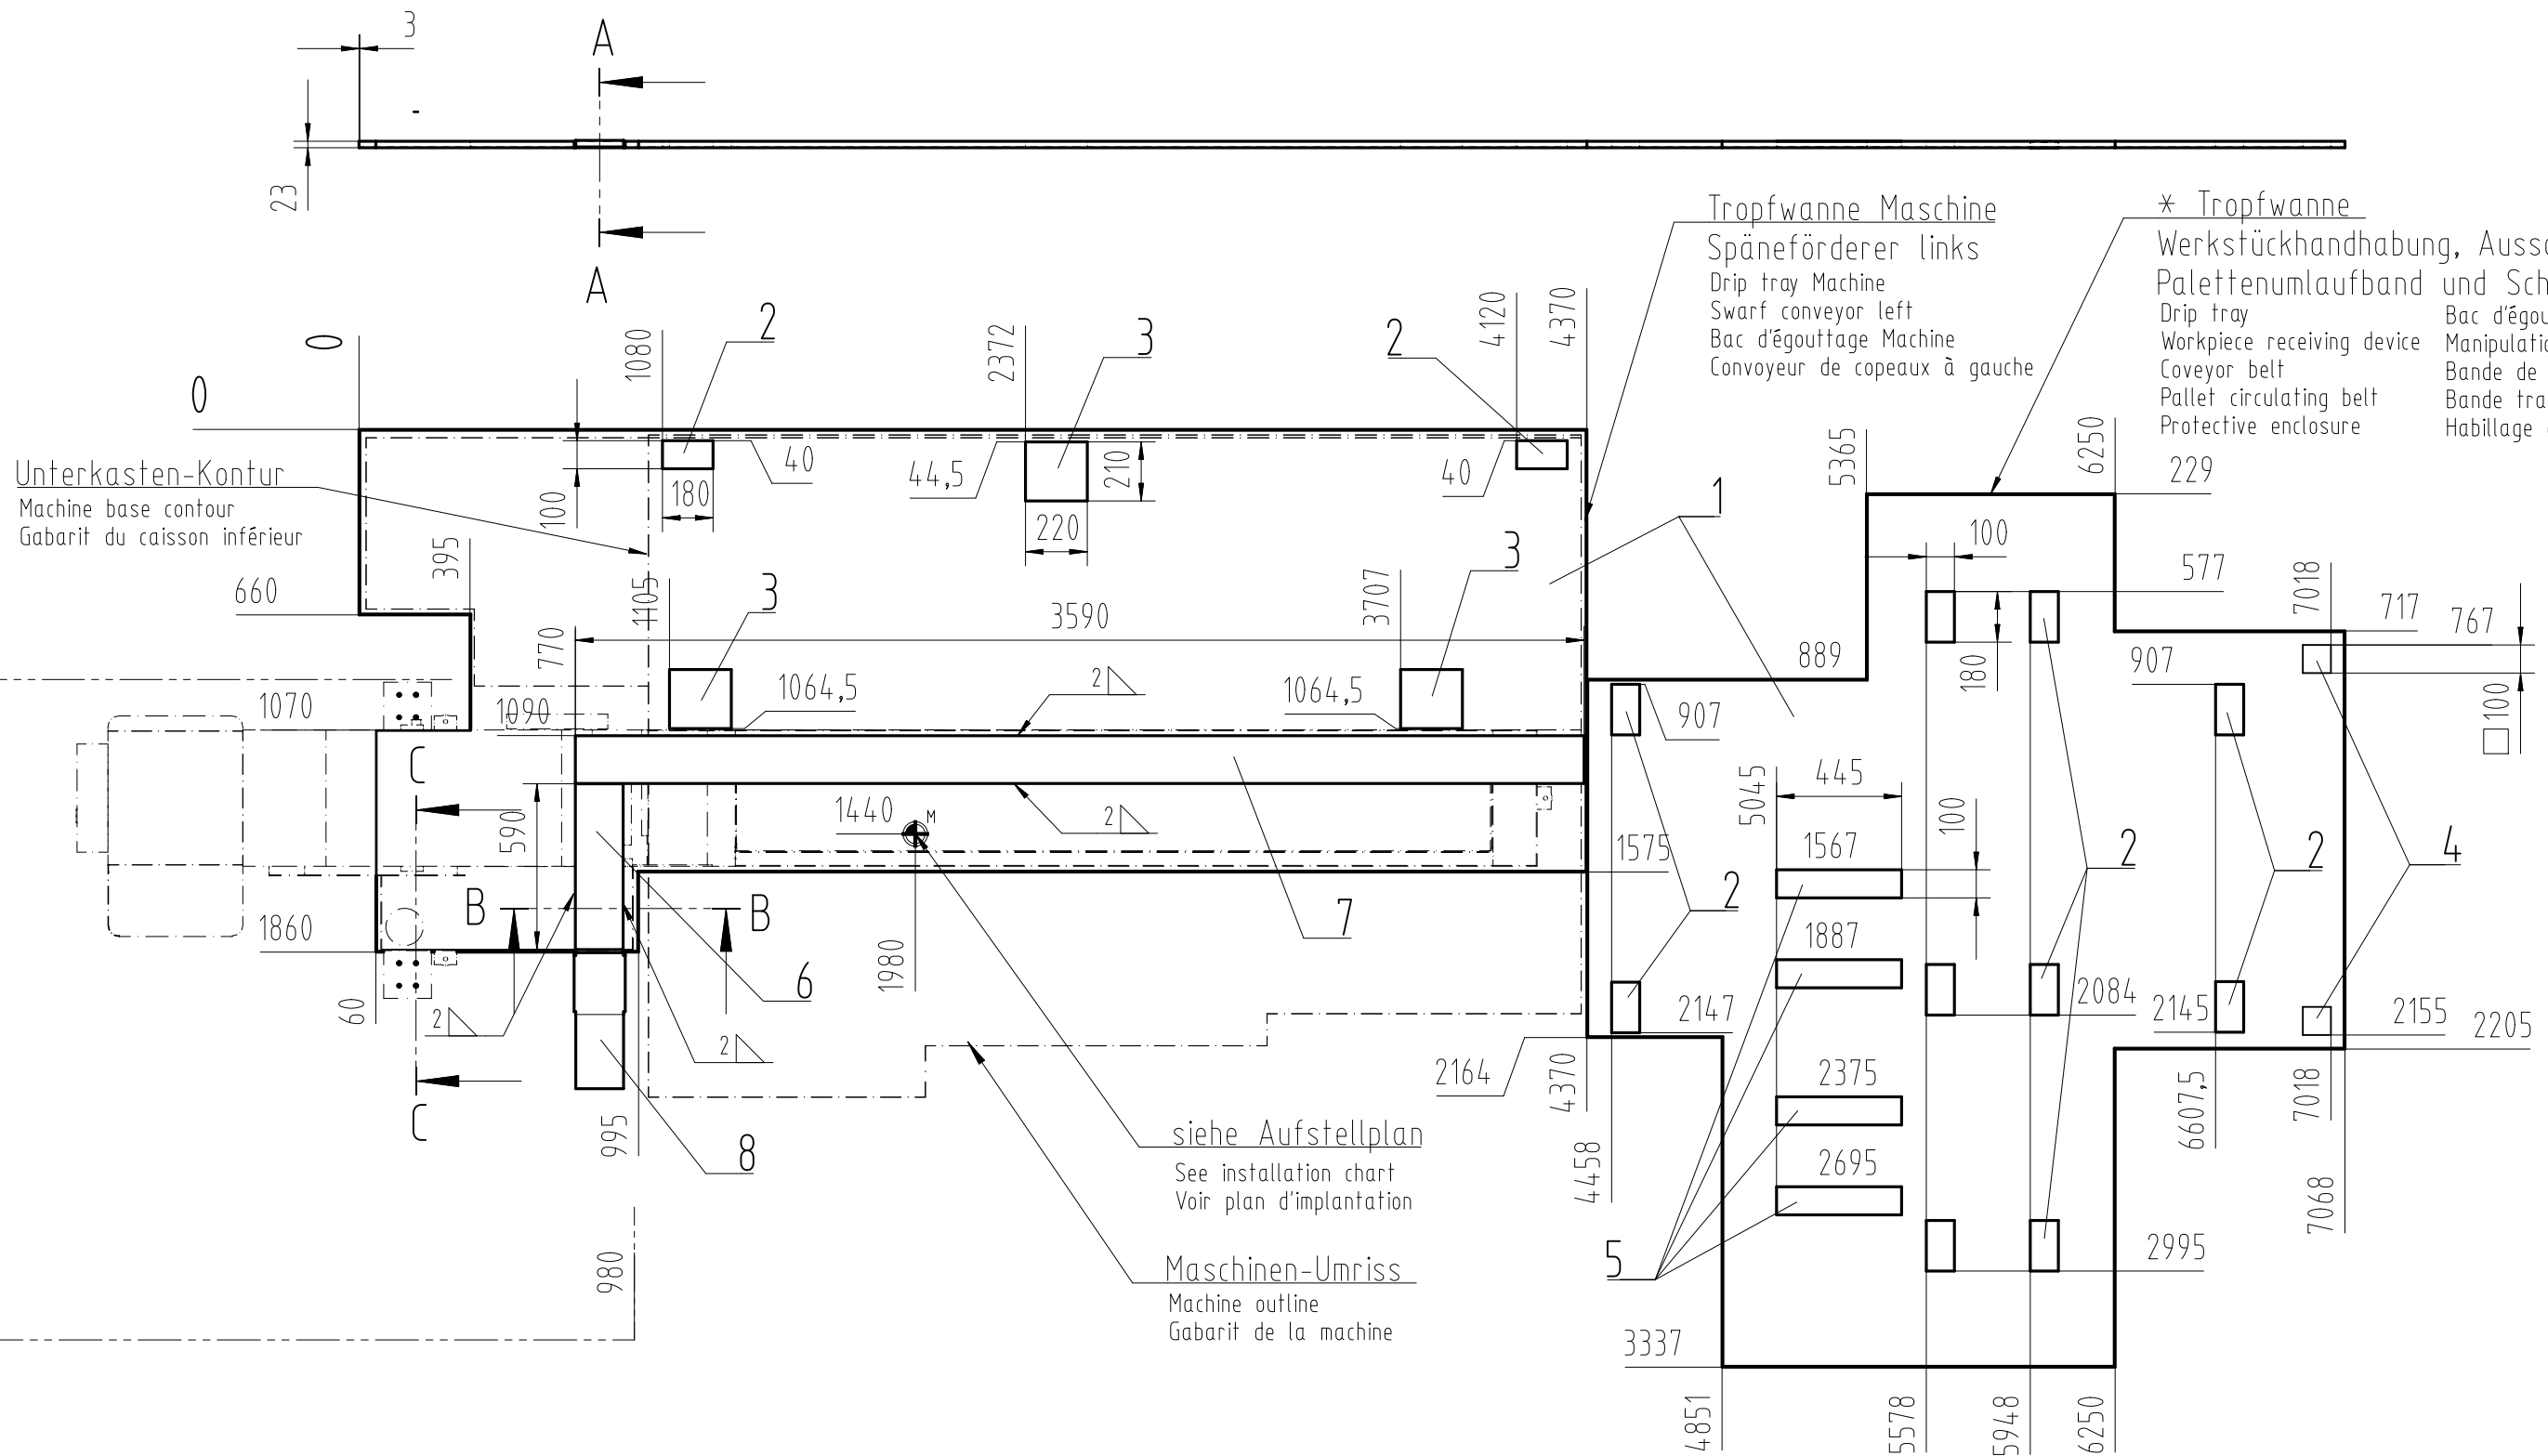 3
A
-
23
A
Tropfwanne Maschine
Späneförderer links
Drip tray Machine
Swarf conveyor left
Bac d'égouttage Machine
Convoyeur de copeaux à gauche
* Tropfwanne
Werkstückhandhabung,
Palettenumlaufband und
Drip tray
Workpiece receiving device
Coveyor belt
Pallet circulating belt
Protective enclosure
Bande de
Habillage
0
0
1080
2
2372
3
2
4120
4370
Unterkasten-Kontur
Machine base contour
Gabarit du caisson inférieur
40
100
180
44,5
210
220
40
1
5365
6250
229
100
577
660
395
1105
3
3590
3707
3
7018
717
767
770
889
180
907
□100
1070
1090
1064,5
2
1064,5
907
C
590
1440
M
2
5045
445
100
1575
1567
2
2
4
B
B
1860
1980
7
2
1887
6
60
2
2
2147
2084
2145
2155
2205
C
995
8
2164
4370
4458
2375
2695
6607,5
7018
7068
siehe Aufstellplan
See installation chart
Voir plan d'implantation
980
Maschinen-Umriss
Machine outline
Gabarit de la machine
5
2995
3337
4851
5578
5948
6250